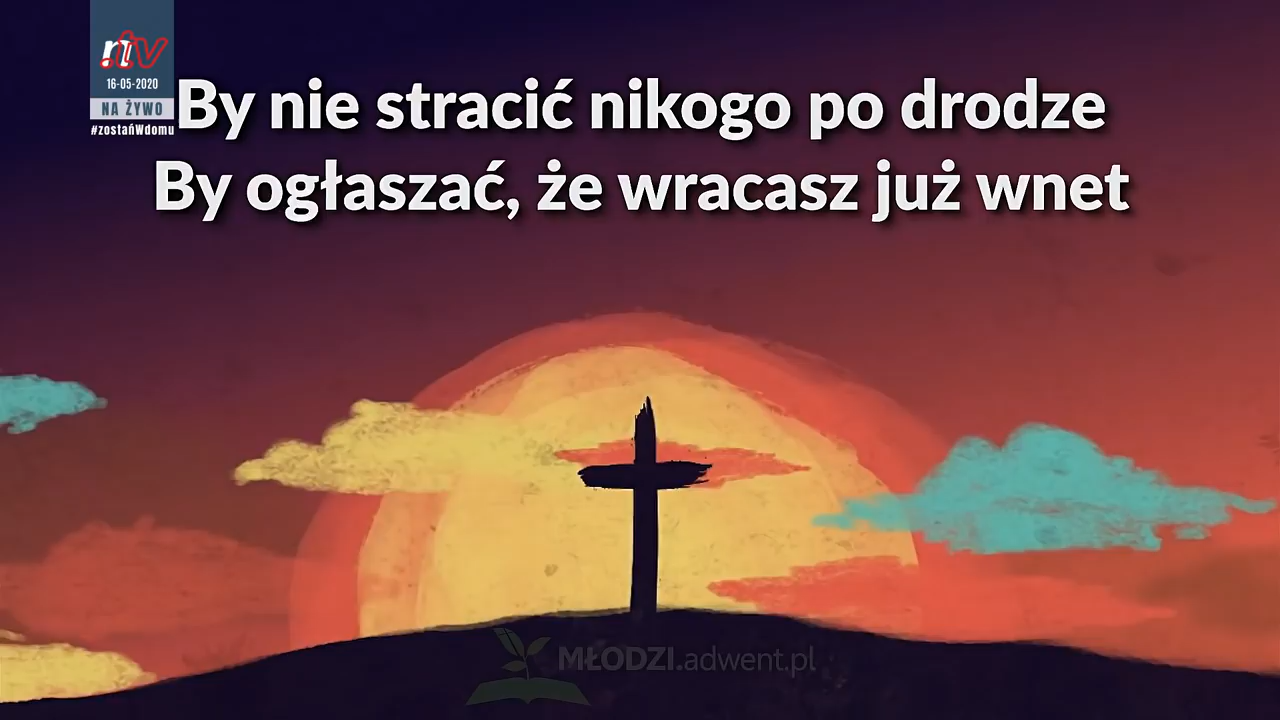 ntv
16-05-2020
NA ŻYWO
#zostańWdomu
By nie stracić nikogo po drodze
By ogłaszać, że wracasz już wnet
MŁODZI.adwent.pl